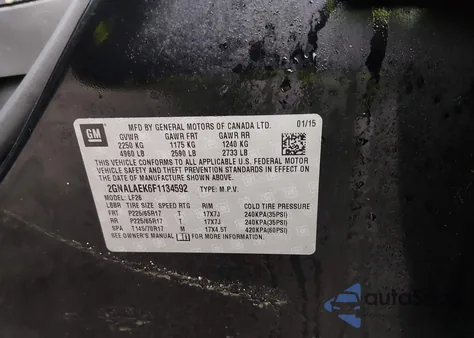 MFD BY GENERAL MOTORS OF CANADA LTD. 01/15
GM GVWR GAWR FRT GAWR RR
2250 KG 1175 KG 1240 KG
4960 LB 2590 LB 2733 LB
THIS VEHICLE CONFORMS TO ALL APPLICABLE U.S. FEDERAL MOTOR
VEHICLE SAFETY, BUMPER, AND THEFT PREVENTION STANDARDS IN
EFFECT ON THE DATE OF MANUFACTURE SHOWN ABOVE.
2GNALAEK6F1134592 TYPE: M.P.V.
MODEL: LF26
LBBR TIRE SIZE SPEED RTG RIM COLD TIRE PRESSURE
FRT P225/65R17 T 17X7J 240KPA(35PSI)
RR P225/65R17 T 17X7J 240KPA(35PSI)
SPA T145/70R17 M 17X4.5T 420KPA(60PSI)
SEE OWNER'S MANUAL FOR ADDITIONAL INFORMATION.